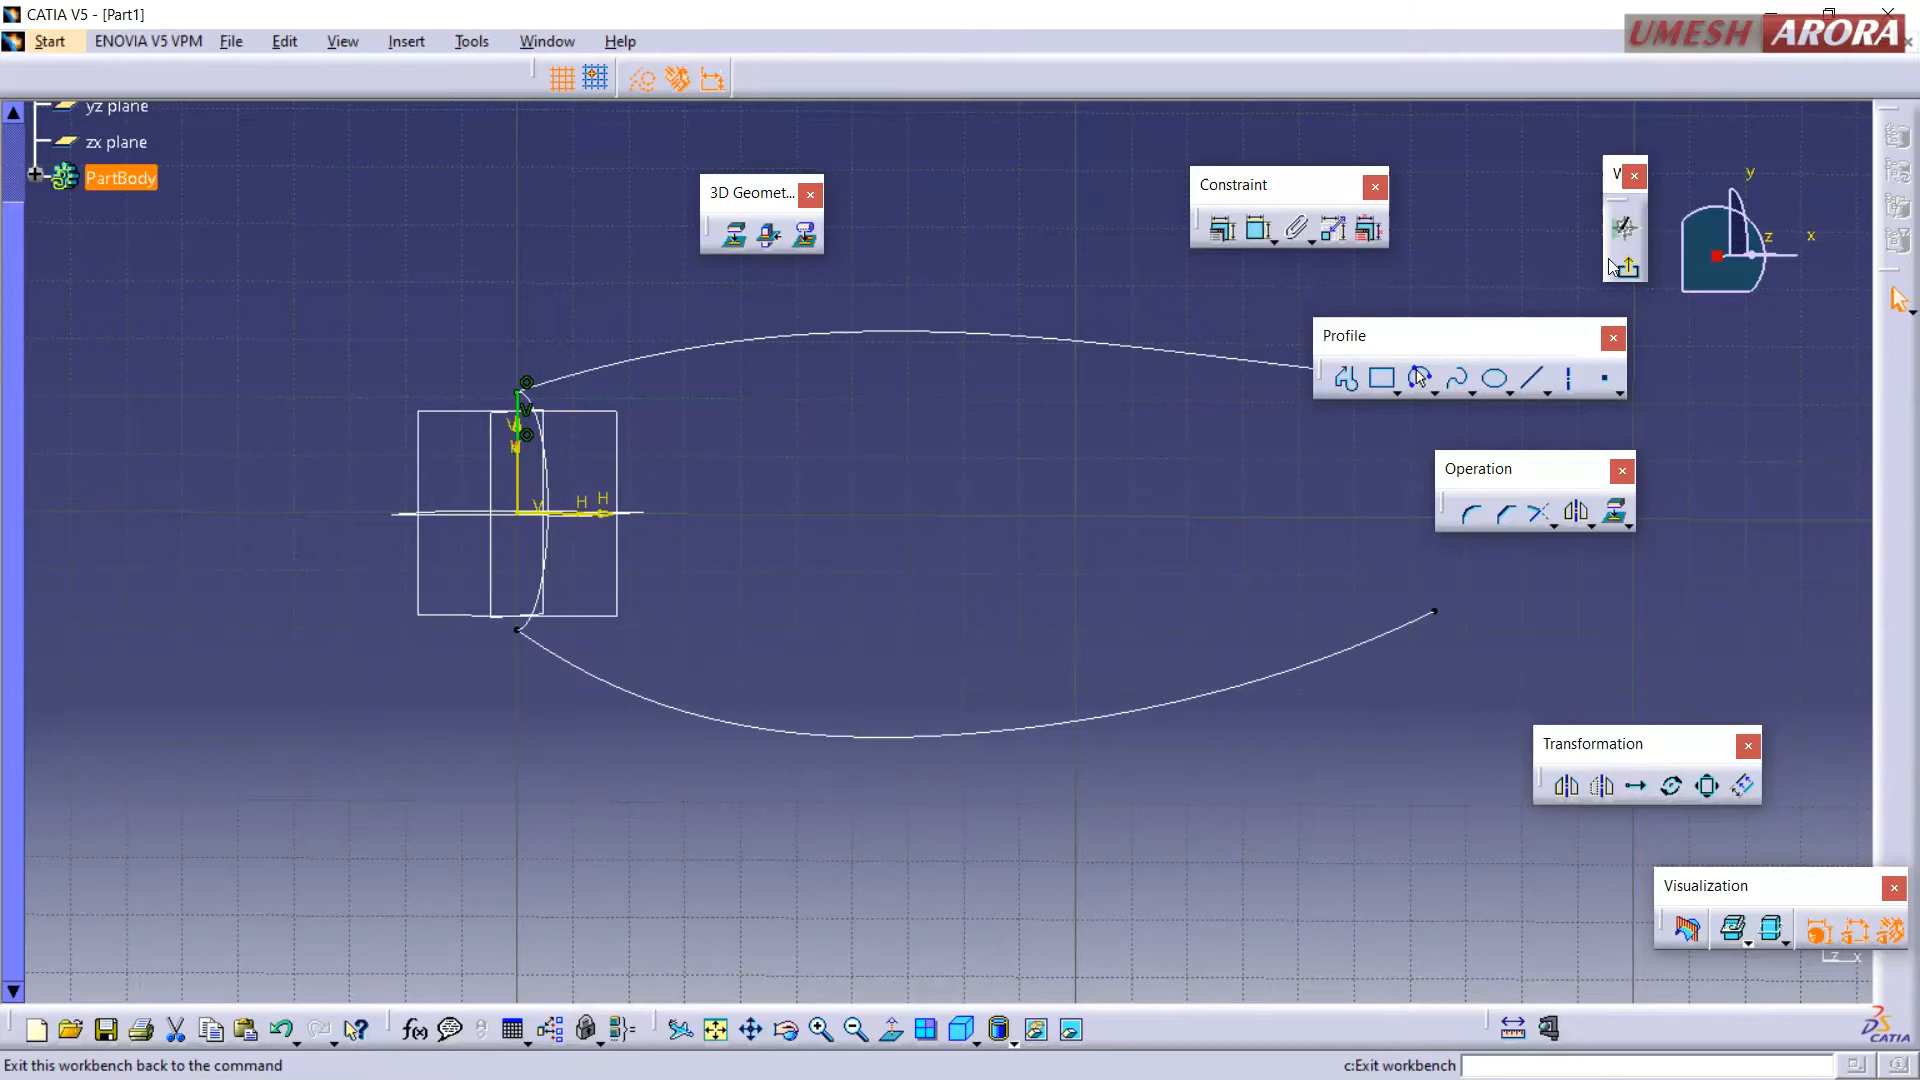 CATIA V5 - [Part1]
Start ENOVIA V5 VPM File Edit View Insert Tools Window Help
UMESH ARORA
yz plane
zx plane
PartBody
3D Geomet...
Constraint
W
y
z
x
Profile
V
H
H
V
Operation
Transformation
Visualization
z x
f(x)
DS
CATIA
Exit this workbench back to the command
c:Exit workbench